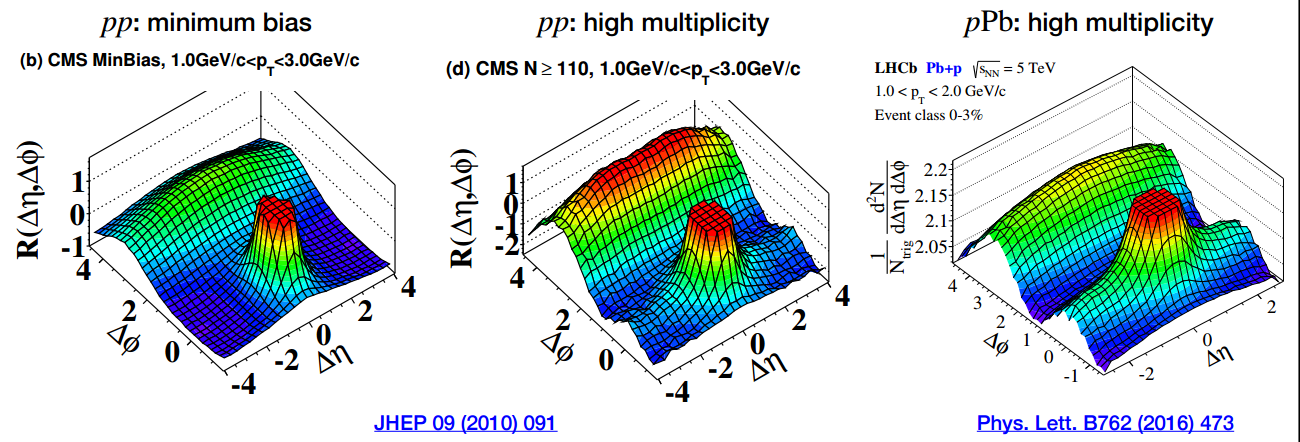 pp: minimum bias
(b) CMS MinBias, 1.0GeV/c<p_T<3.0GeV/c
R(Δη,Δϕ)
1
0
-1
4
2
0
Δϕ
-4
-2
0
2
4
Δη
pp: high multiplicity
(d) CMS N ≥ 110, 1.0GeV/c<p_T<3.0GeV/c
R(Δη,Δϕ)
1
0
-1
-2
4
2
0
Δϕ
-4
-2
0
2
4
Δη
JHEP 09 (2010) 091
pPb: high multiplicity
LHCb Pb+p √s_NN = 5 TeV
1.0 < p_T < 2.0 GeV/c
Event class 0-3%
1/N_trig d²N/dΔη dΔϕ
2.2
2.15
2.1
2.05
4
3
2
1
0
-1
Δϕ
-2
0
2
Δη
Phys. Lett. B762 (2016) 473